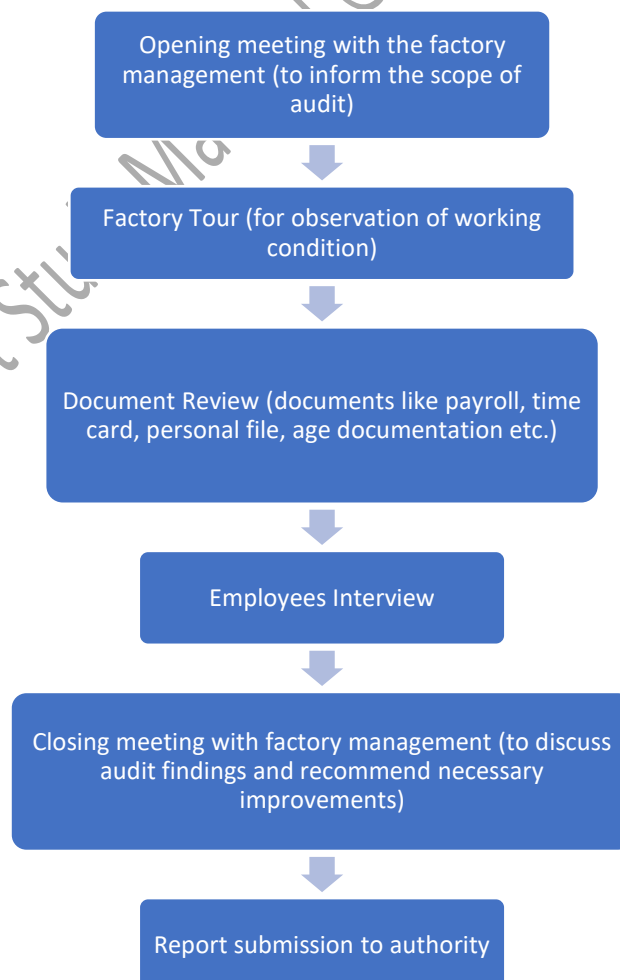 Opening meeting with the factory
management (to inform the scope of
audit)
Factory Tour (for observation of working
condition)
Document Review (documents like payroll, time
card, personal file, age documentation etc.)
Employees Interview
Closing meeting with factory management (to discuss
audit findings and recommend necessary
improvements)
Report submission to authority